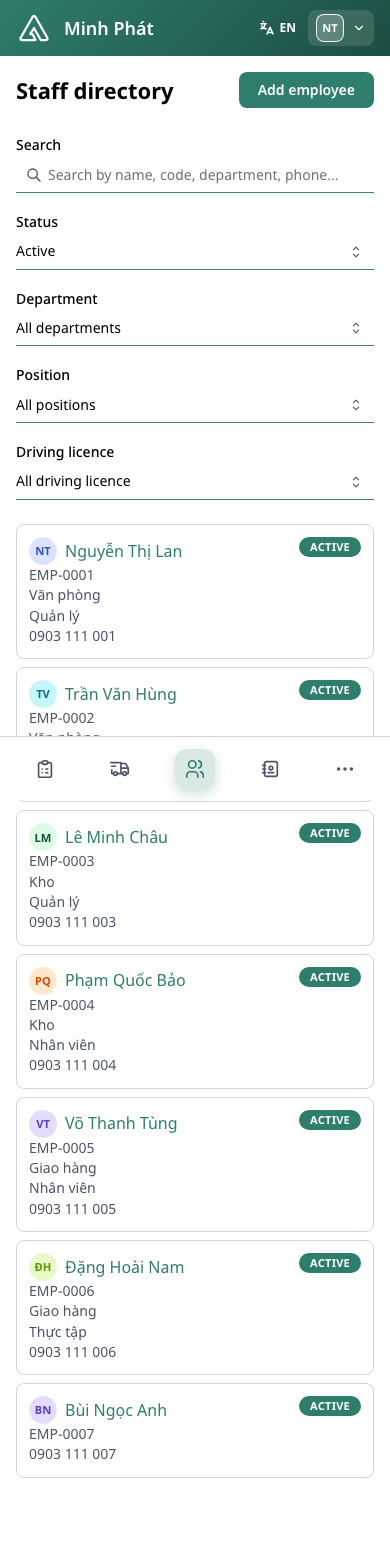 Minh Phát
EN
NT
Staff directory
Add employee
Search
Search by name, code, department, phone...
Status
Active
Department
All departments
Position
All positions
Driving licence
All driving licence
NT
Nguyễn Thị Lan
ACTIVE
EMP-0001
Văn phòng
Quản lý
0903 111 001
TV
Trần Văn Hùng
ACTIVE
EMP-0002
Văn phòng
LM
Lê Minh Châu
ACTIVE
EMP-0003
Kho
Quản lý
0903 111 003
PQ
Phạm Quốc Bảo
ACTIVE
EMP-0004
Kho
Nhân viên
0903 111 004
VT
Võ Thanh Tùng
ACTIVE
EMP-0005
Giao hàng
Nhân viên
0903 111 005
ĐH
Đặng Hoài Nam
ACTIVE
EMP-0006
Giao hàng
Thực tập
0903 111 006
BN
Bùi Ngọc Anh
ACTIVE
EMP-0007
0903 111 007